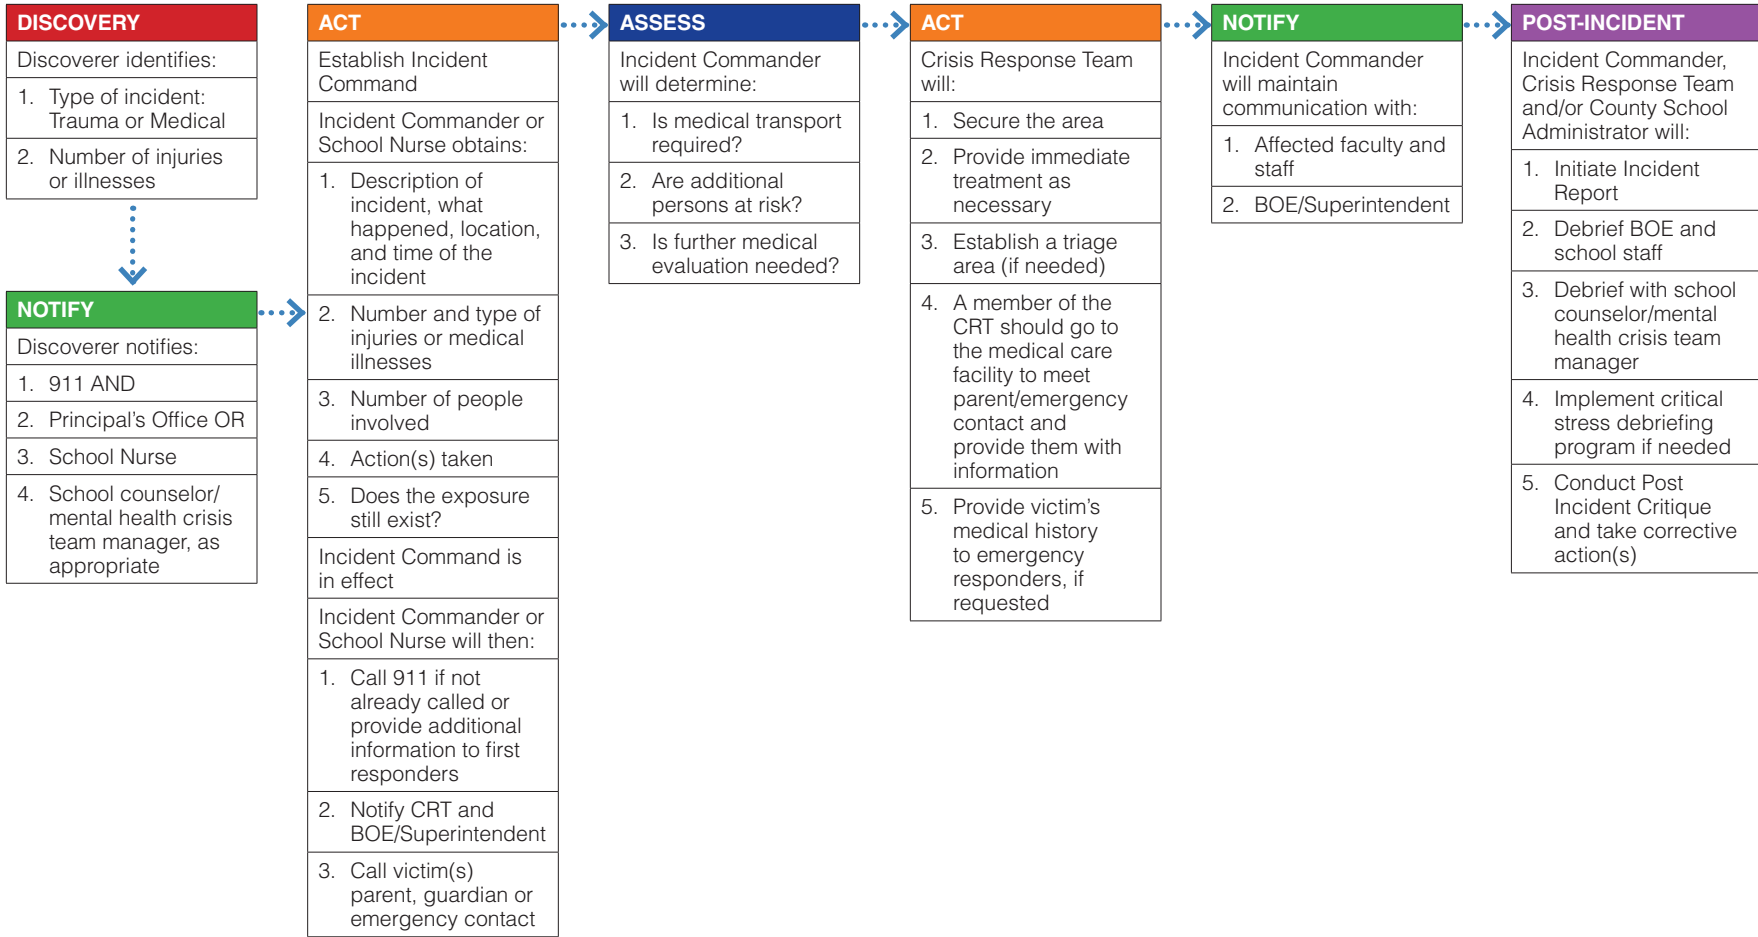 DISCOVERY
Discoverer identifies:
1. Type of incident:
Trauma or Medical
2. Number of injuries
or illnesses
NOTIFY
Discoverer notifies:
1. 911 AND
2. Principal’s Office OR
3. School Nurse
4. School counselor/
mental health crisis
team manager, as
appropriate
ACT
Establish Incident
Command
Incident Commander or
School Nurse obtains:
1. Description of
incident, what
happened, location,
and time of the
incident
2. Number and type of
injuries or medical
illnesses
3. Number of people
involved
4. Action(s) taken
5. Does the exposure
still exist?
Incident Command is
in effect
Incident Commander or
School Nurse will then:
1. Call 911 if not
already called or
provide additional
information to first
responders
2. Notify CRT and
BOE/Superintendent
3. Call victim(s)
parent, guardian or
emergency contact
ASSESS
Incident Commander
will determine:
1. Is medical transport
required?
2. Are additional
persons at risk?
3. Is further medical
evaluation needed?
ACT
Crisis Response Team
will:
1. Secure the area
2. Provide immediate
treatment as
necessary
3. Establish a triage
area (if needed)
4. A member of the
CRT should go to
the medical care
facility to meet
parent/emergency
contact and
provide them with
information
5. Provide victim’s
medical history
to emergency
responders, if
requested
NOTIFY
Incident Commander
will maintain
communication with:
1. Affected faculty and
staff
2. BOE/Superintendent
POST-INCIDENT
Incident Commander,
Crisis Response Team
and/or County School
Administrator will:
1. Initiate Incident
Report
2. Debrief BOE and
school staff
3. Debrief with school
counselor/mental
health crisis team
manager
4. Implement critical
stress debriefing
program if needed
5. Conduct Post
Incident Critique
and take corrective
action(s)